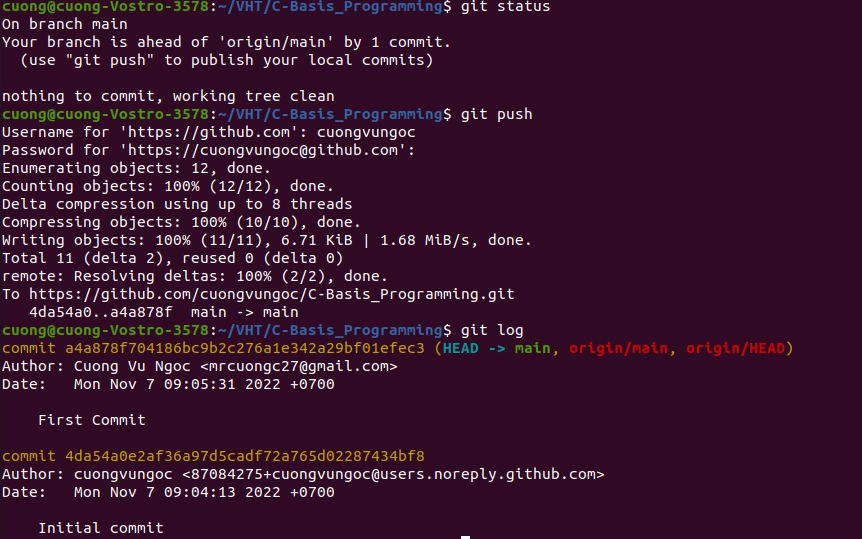 cuong@cuong-Vostro-3578:~/VHT/C-Basis_Programming$ git status
On branch main
Your branch is ahead of 'origin/main' by 1 commit.
  (use "git push" to publish your local commits)

nothing to commit, working tree clean
cuong@cuong-Vostro-3578:~/VHT/C-Basis_Programming$ git push
Username for 'https://github.com': cuongvungoc
Password for 'https://cuongvungoc@github.com':
Enumerating objects: 12, done.
Counting objects: 100% (12/12), done.
Delta compression using up to 8 threads
Compressing objects: 100% (10/10), done.
Writing objects: 100% (11/11), 6.71 KiB | 1.68 MiB/s, done.
Total 11 (delta 2), reused 0 (delta 0)
remote: Resolving deltas: 100% (2/2), done.
To https://github.com/cuongvungoc/C-Basis_Programming.git
   4da54a0..a4a878f  main -> main
cuong@cuong-Vostro-3578:~/VHT/C-Basis_Programming$ git log
commit a4a878f704186bc9b2c276a1e342a29bf01efec3 (HEAD -> main, origin/main, origin/HEAD)
Author: Cuong Vu Ngoc <mrcuongc27@gmail.com>
Date:   Mon Nov 7 09:05:31 2022 +0700

    First Commit

commit 4da54a0e2af36a97d5cadf72a765d02287434bf8
Author: cuongvungoc <87084275+cuongvungoc@users.noreply.github.com>
Date:   Mon Nov 7 09:04:13 2022 +0700

    Initial commit